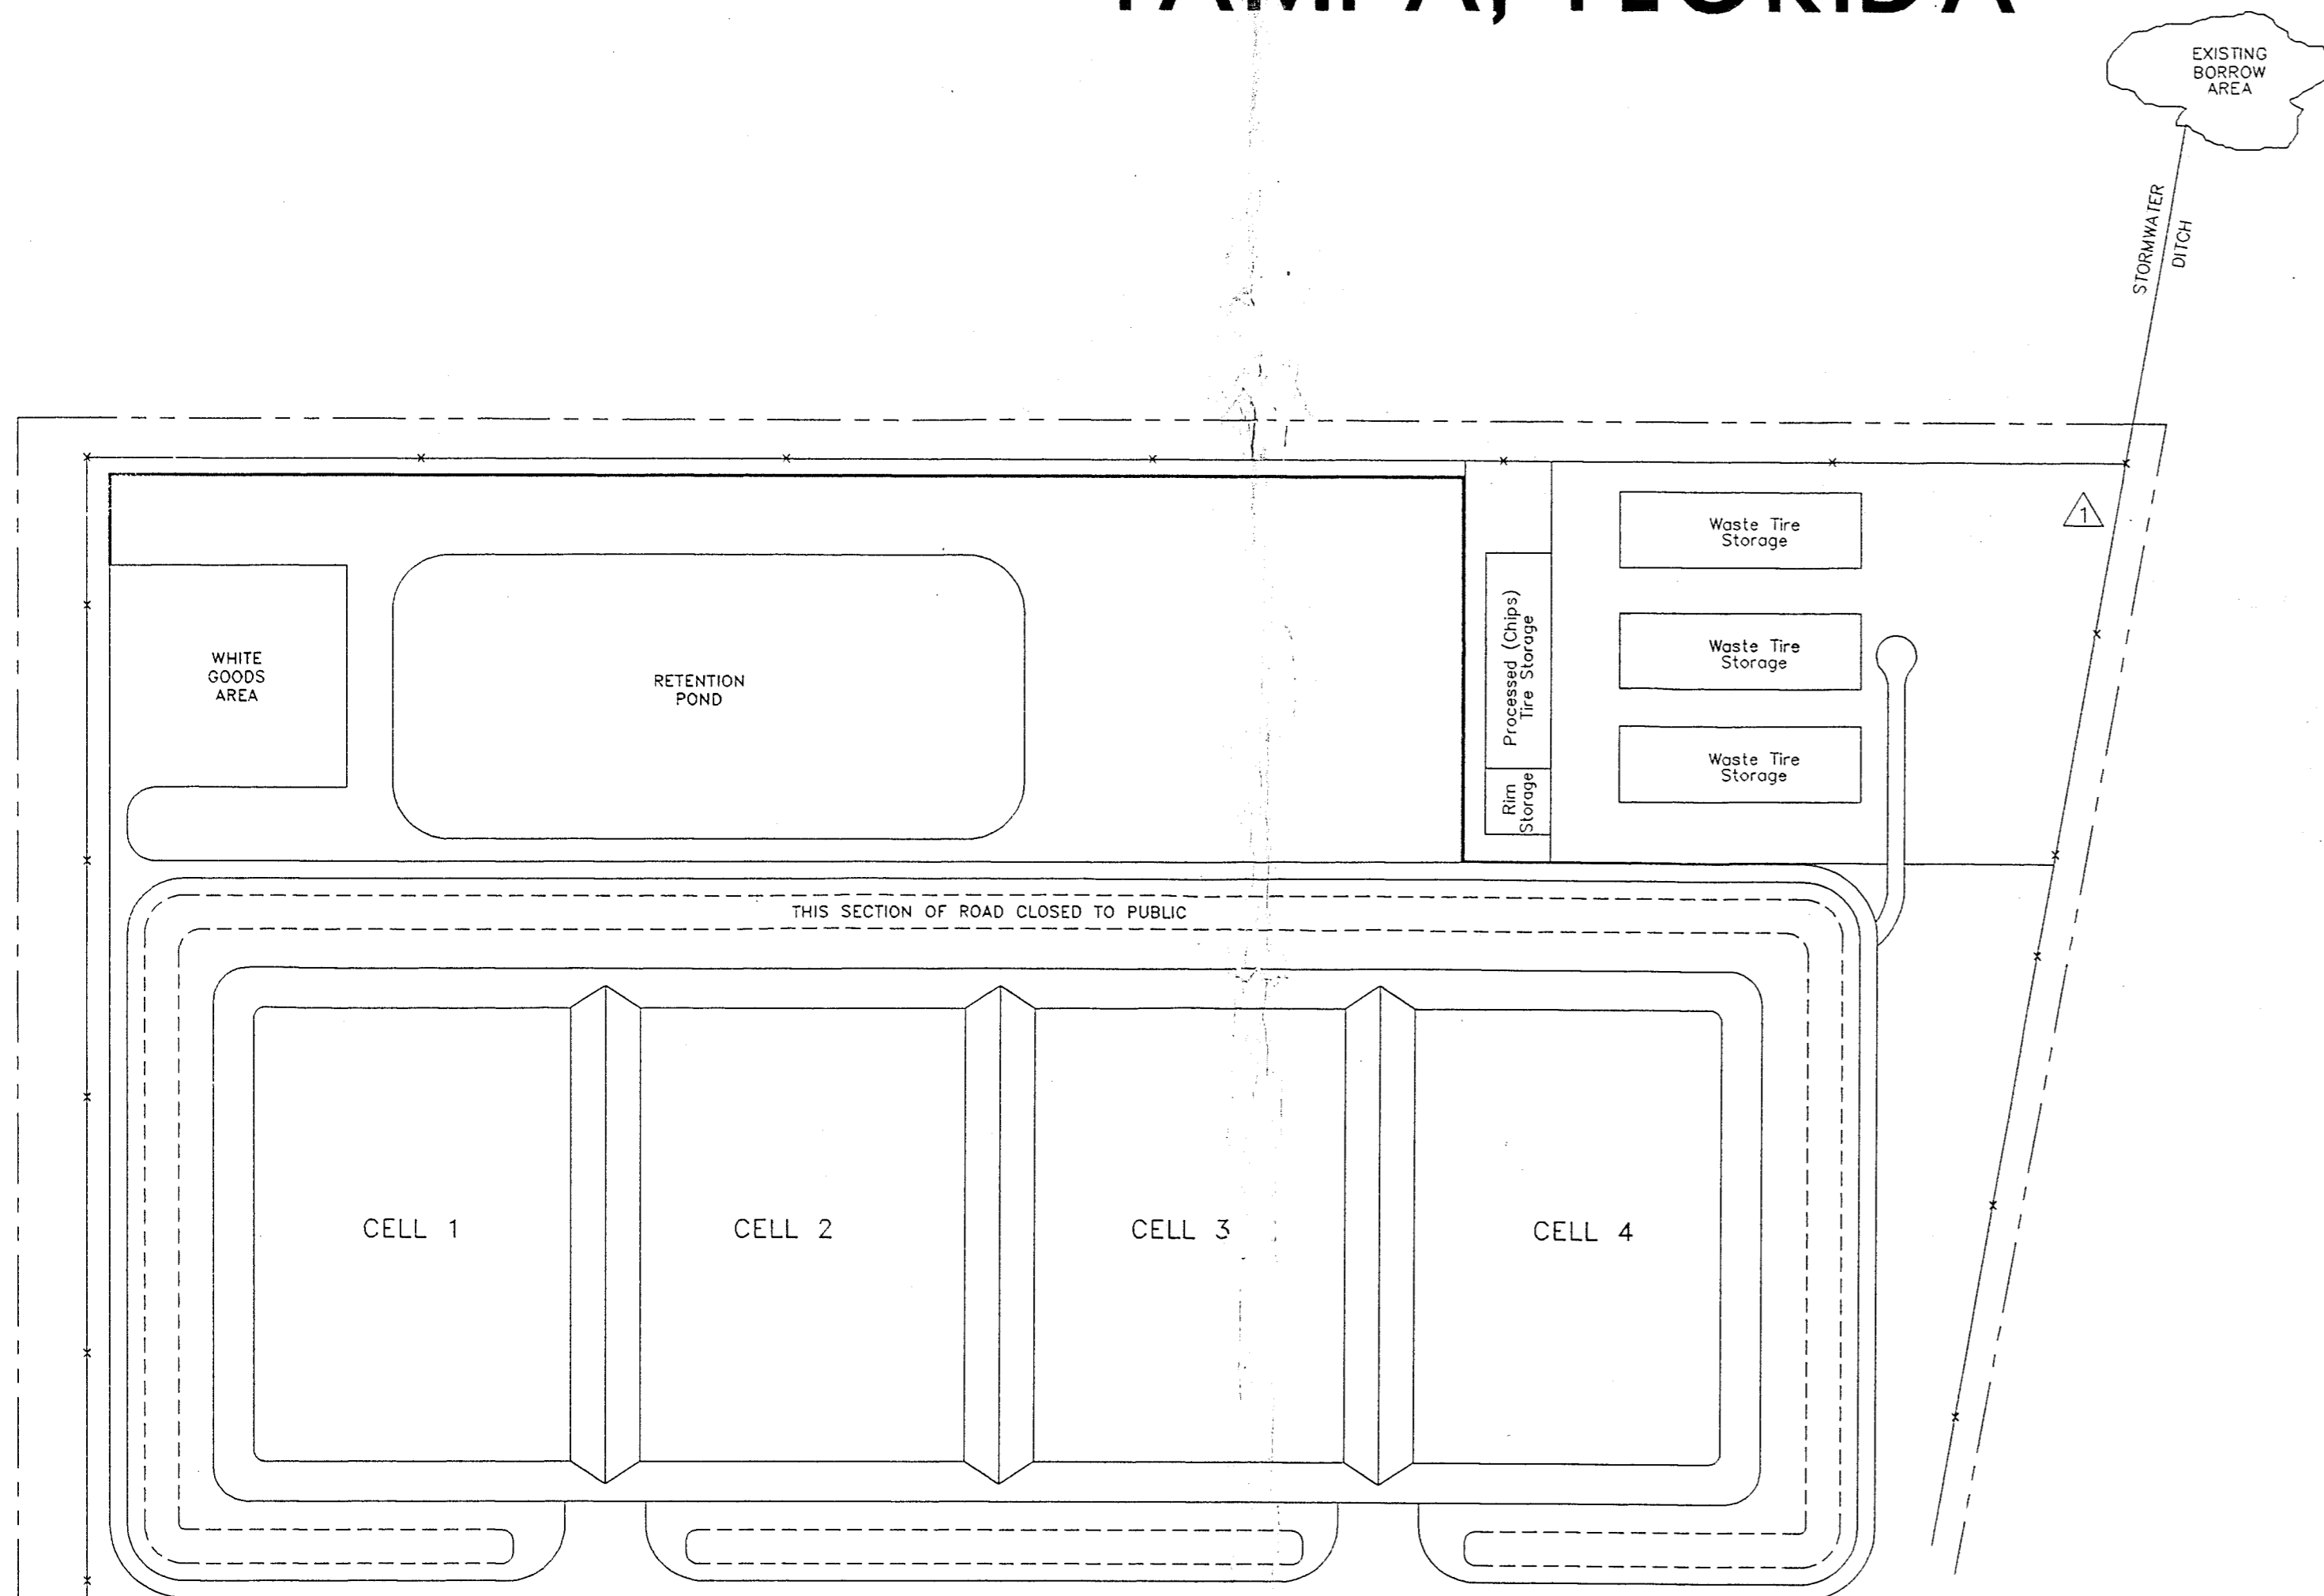 TAMPA, FLORIDA
EXISTING
BORROW
AREA
STORMWATER
DITCH
1
Waste Tire
Storage
Processed (Chips)
Tire Storage
Waste Tire
Storage
WHITE
GOODS
AREA
RETENTION
POND
Waste Tire
Storage
Rim
Storage
THIS SECTION OF ROAD CLOSED TO PUBLIC
CELL 1
CELL 2
CELL 3
CELL 4